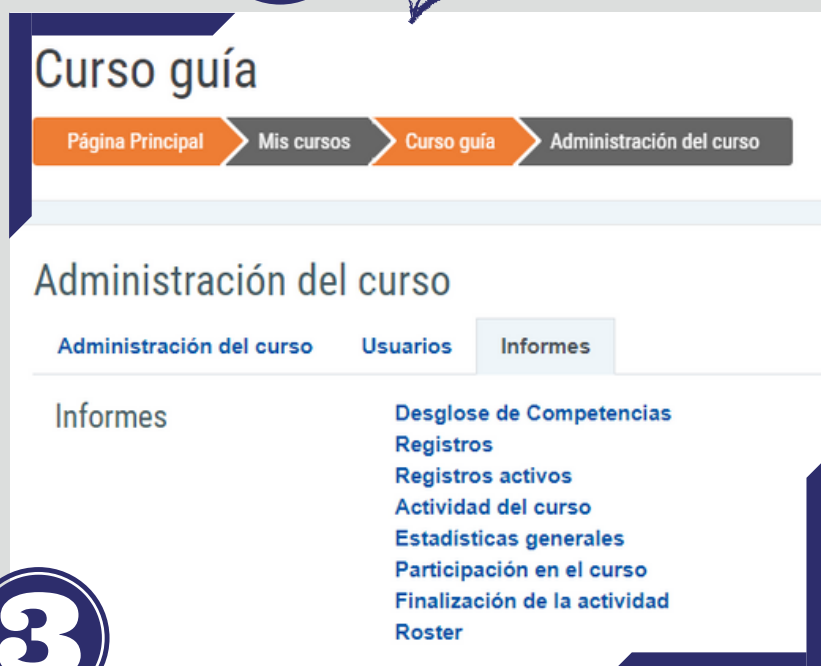 Curso guía
Página Principal Mis cursos Curso guía Administración del curso
Administración del curso
Administración del curso Usuarios Informes
Informes
Desglose de Competencias
Registros
Registros activos
Actividad del curso
Estadísticas generales
Participación en el curso
Finalización de la actividad
Roster
3